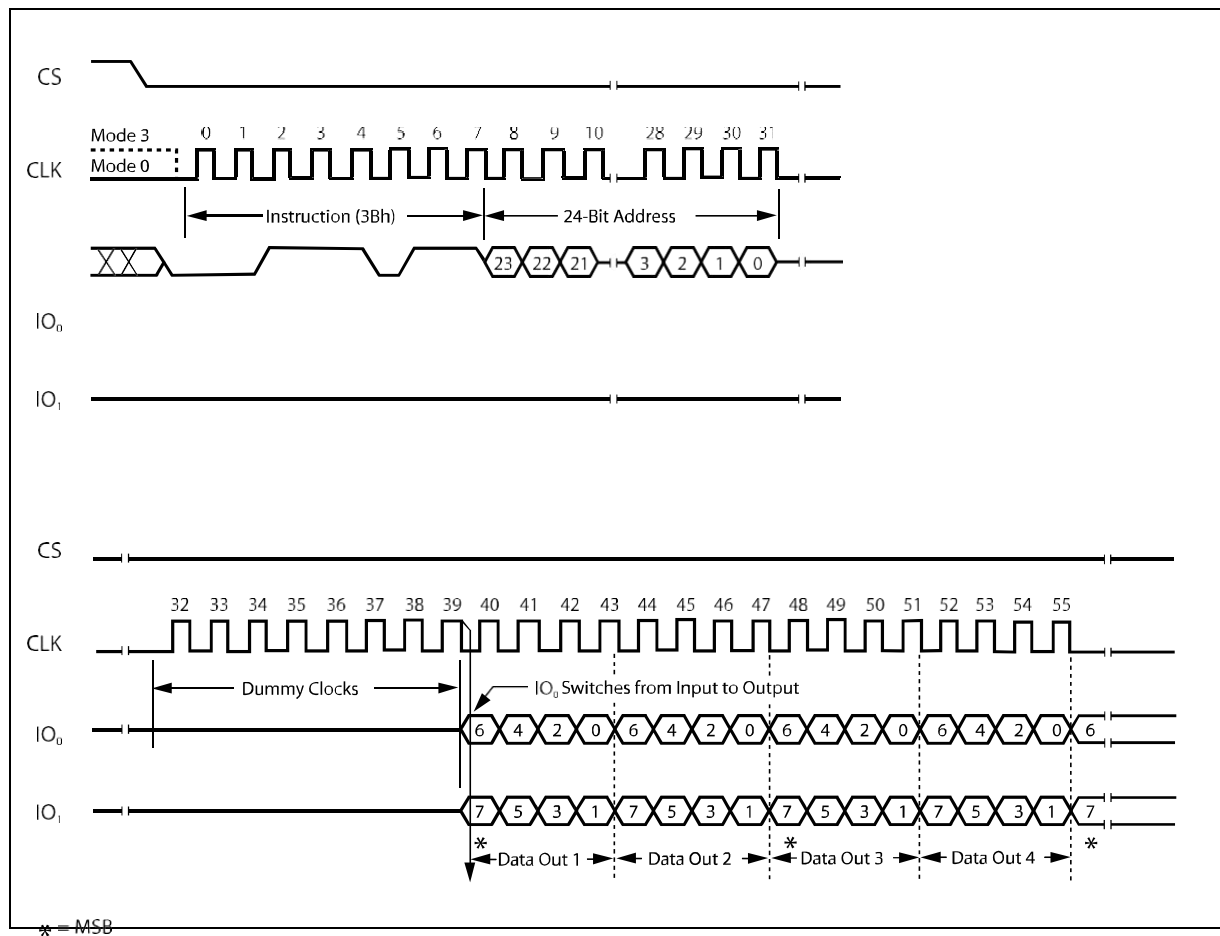 CS
Mode 3
0 1 2 3 4 5 6 7 8 9 10 28 29 30 31
CLK
Mode 0
Instruction (3Bh)
24-Bit Address
23 22 21 3 2 1 0
IO₀
IO₁
CS
32 33 34 35 36 37 38 39 40 41 42 43 44 45 46 47 48 49 50 51 52 53 54 55
CLK
Dummy Clocks
IO₀ Switches from Input to Output
IO₀
6 4 2 0 6 4 2 0 6 4 2 0 6 4 2 0 6
IO₁
7 5 3 1 7 5 3 1 7 5 3 1 7 5 3 1 7
* * *
Data Out 1 Data Out 2 Data Out 3 Data Out 4
* = MSB